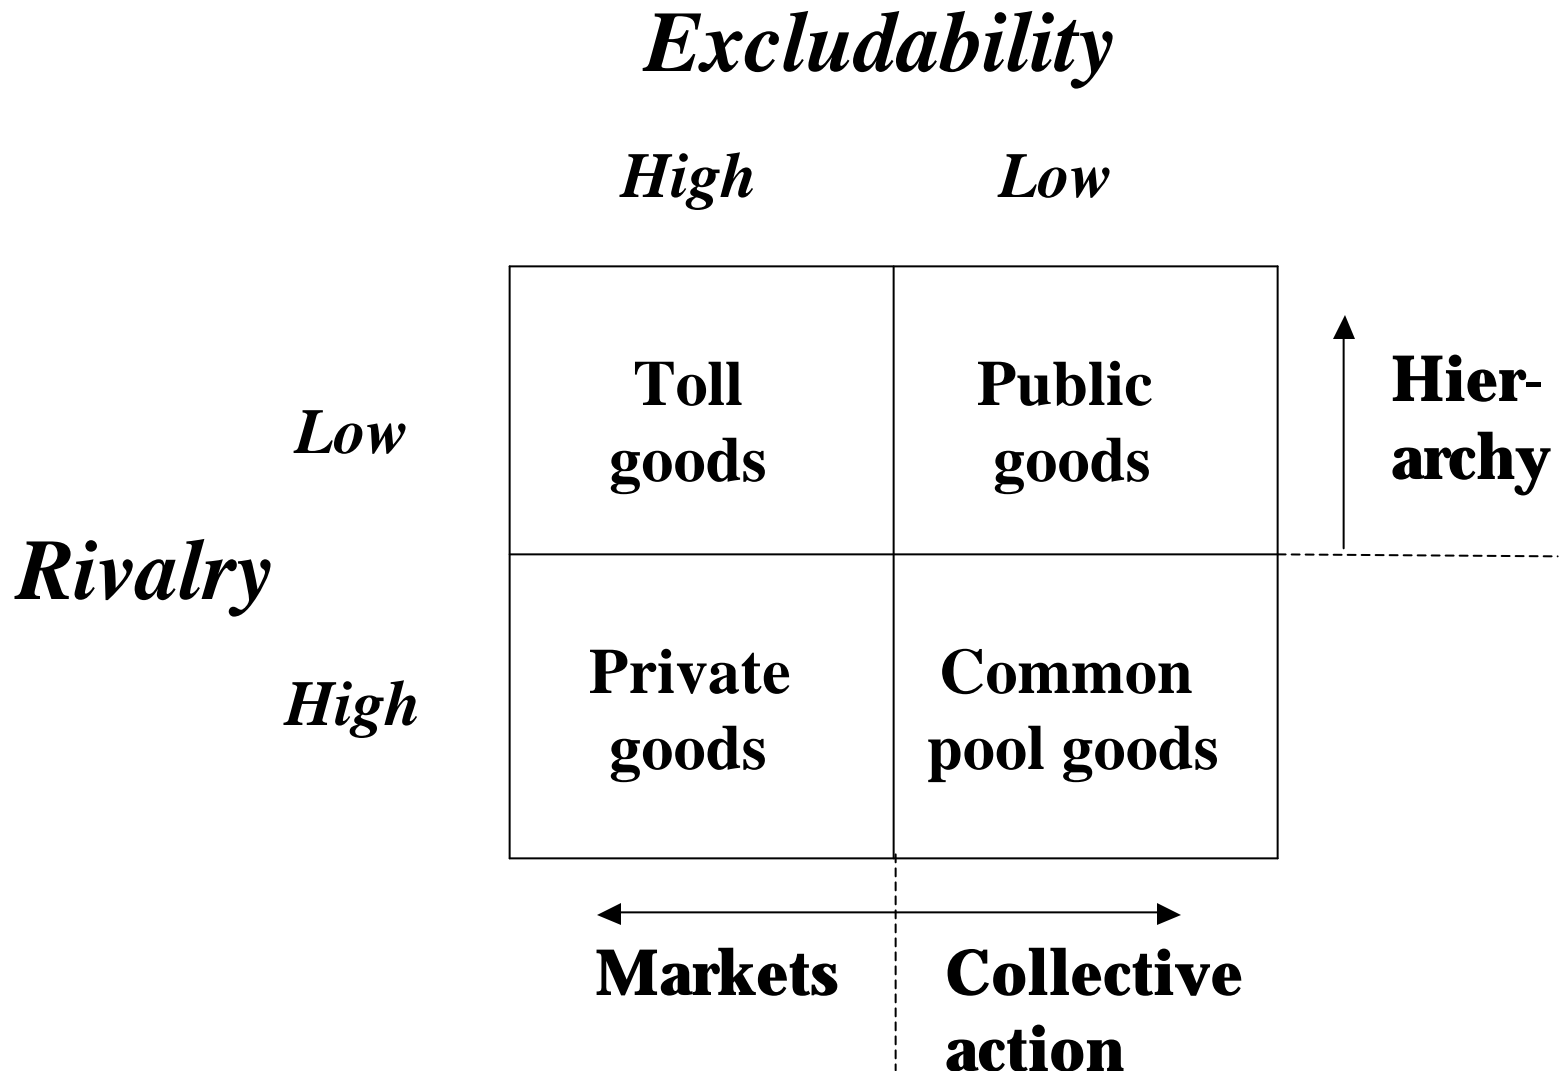 Excludability
High Low
Toll Public Hier-
Low goods goods archy
Rivalry
Private Common
High goods pool goods
Markets Collective
action